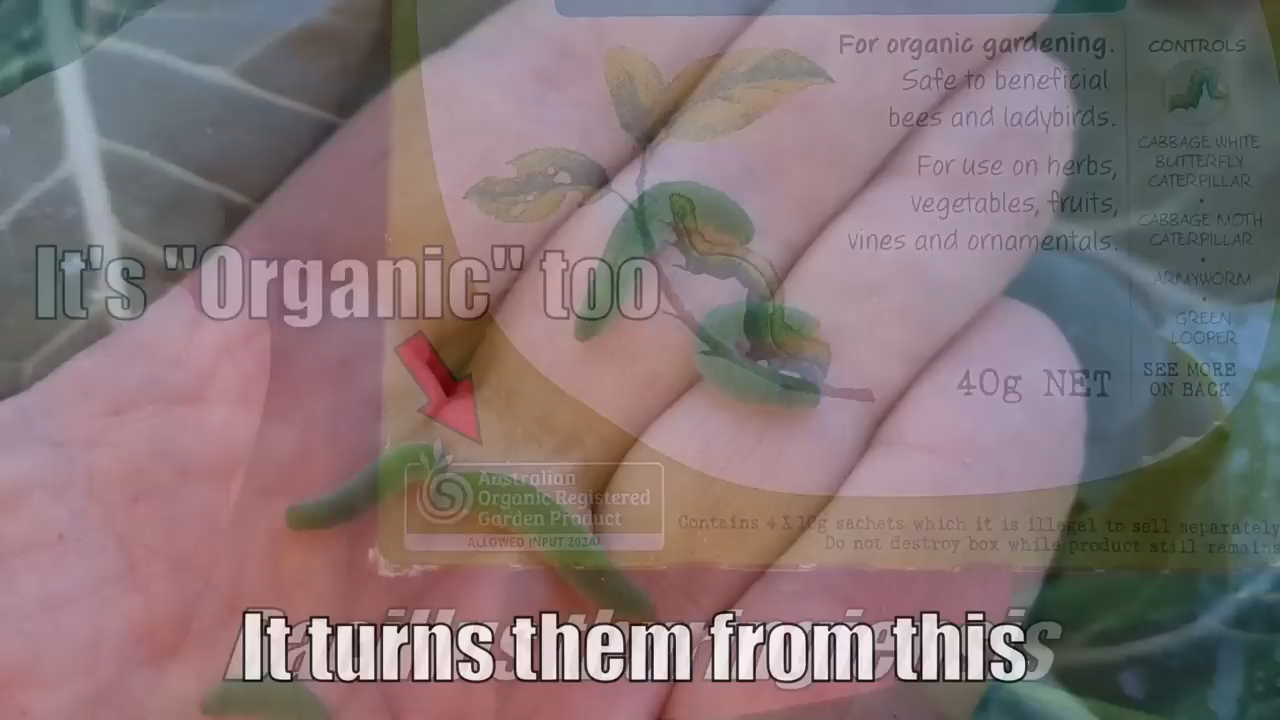 For organic gardening.
Safe to beneficial
bees and ladybirds.
For use on herbs,
vegetables, fruits,
vines and ornamentals.
40g NET
CONTROLS
CABBAGE WHITE
BUTTERFLY
CATERPILLAR
•
CABBAGE MOTH
CATERPILLAR
•
ARMYWORM
•
GREEN
LOOPER
SEE MORE
ON BACK
It's "Organic" too
Australian
Organic Registered
Garden Product
ALLOWED INPUT 202AI
Contains 4 X 10g sachets which it is illegal to sell separately
Do not destroy box while product still remains
It turns them from this